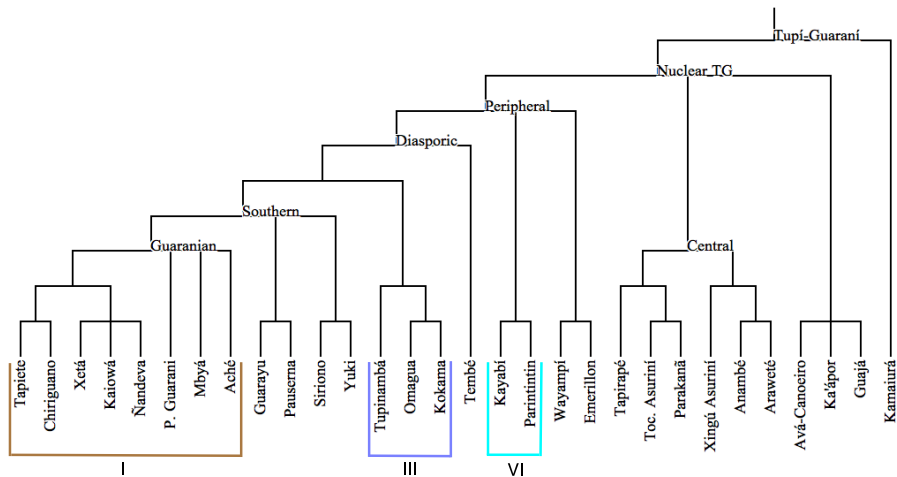 Tupí-Guaraní
Nuclear TG
Peripheral
Diasporic
Southern
Guaranian
Central
Tapiete
Chiriguano
Xetá
Kaiowá
Ñandeva
P. Guarani
Mbyá
Aché
Guarayu
Pauserna
Siriono
Yuki
Tupinambá
Omagua
Kokama
Tembé
Kayabí
Parintintin
Wayampí
Emerillon
Tapirapé
Toc. Asuriní
Parakanã
Xingú Asuriní
Anambé
Araweté
Avá-Canoeiro
Ka'ápor
Guajá
Kamaiurá
I
III
VI